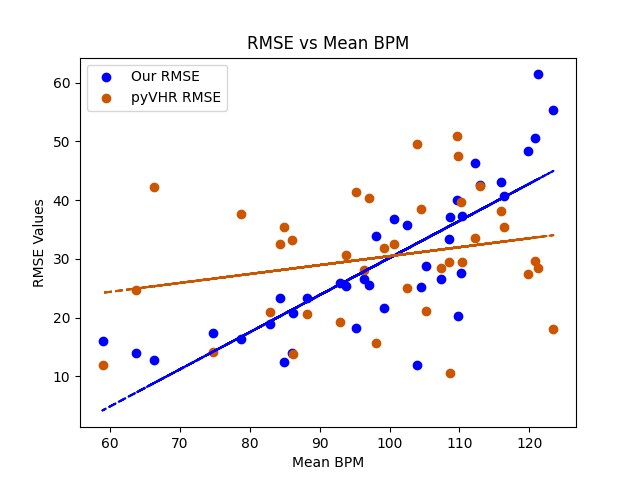 RMSE vs Mean BPM
Our RMSE
pyVHR RMSE
60
50
40
30
20
10
RMSE Values
60 70 80 90 100 110 120
Mean BPM